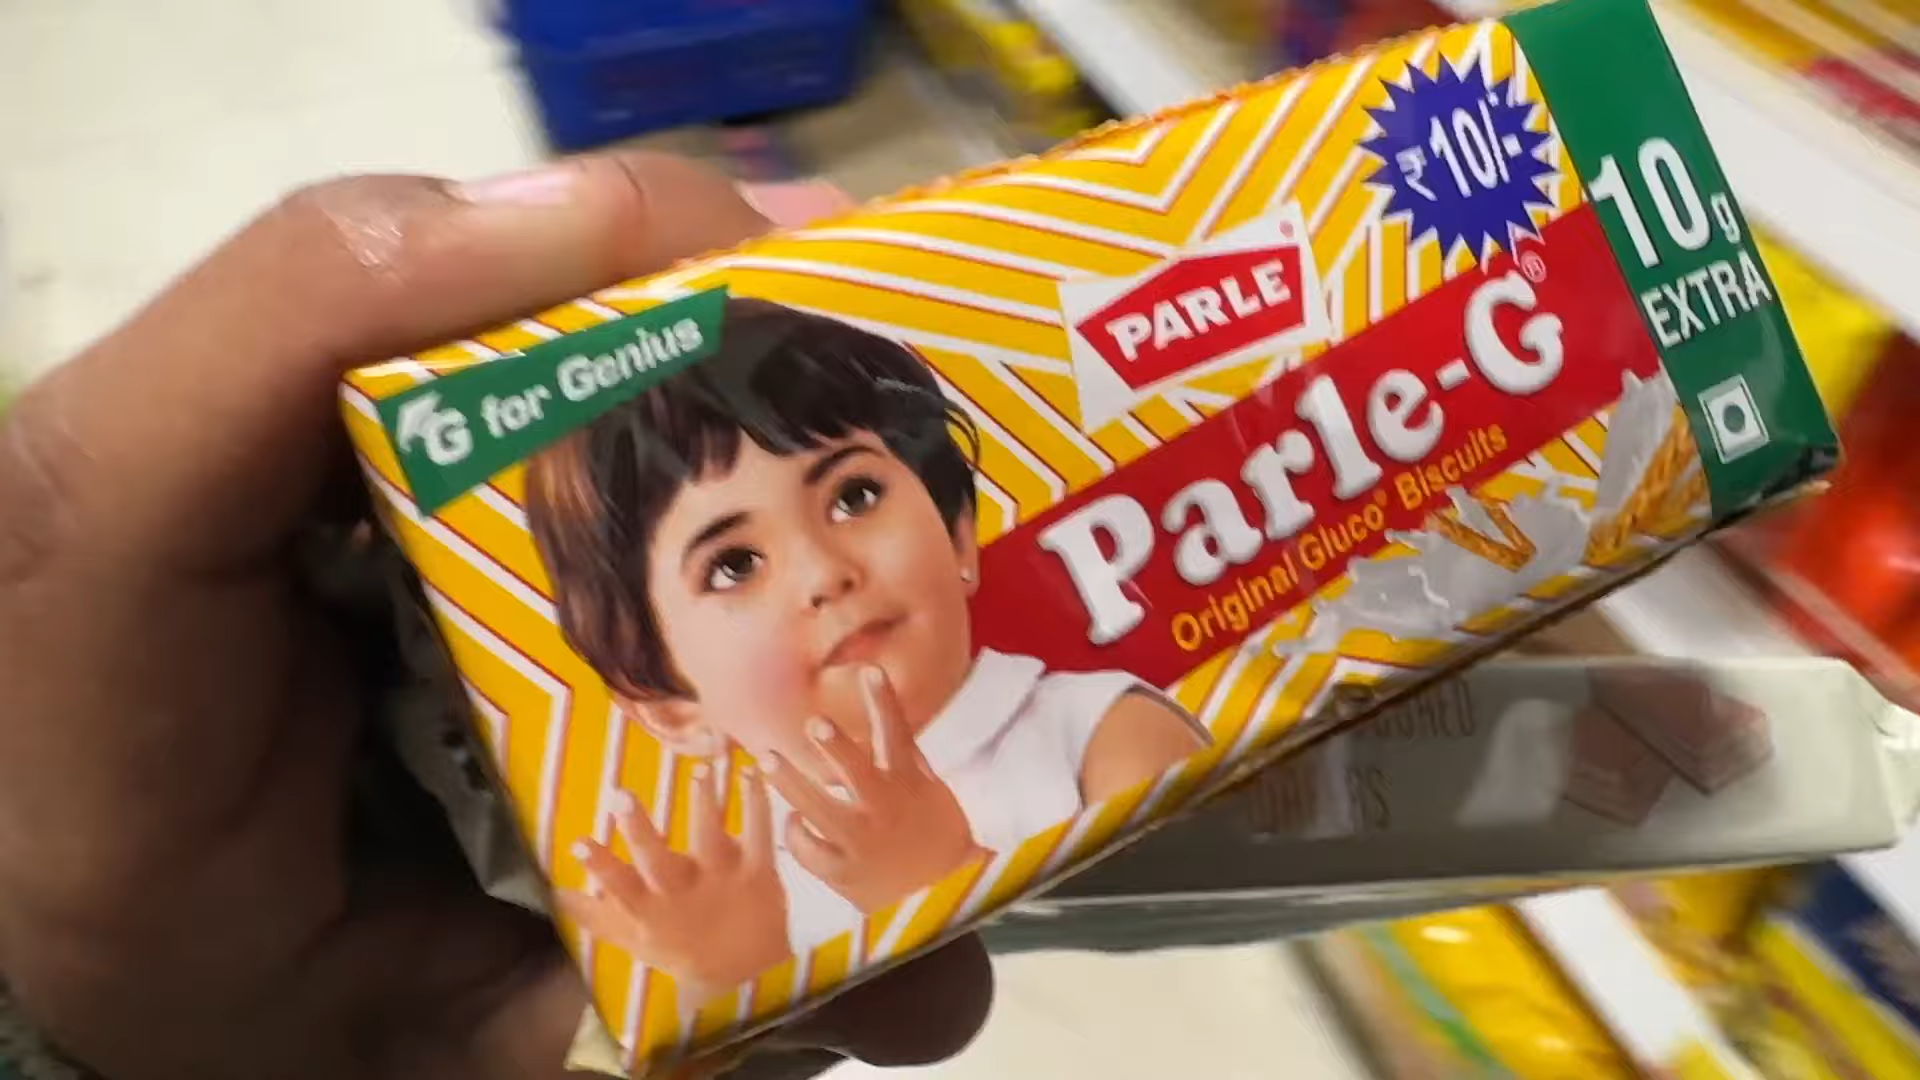 G for Genius
PARLE
₹10/-*
10g
EXTRA
Parle-G®
Original Gluco® Biscuits